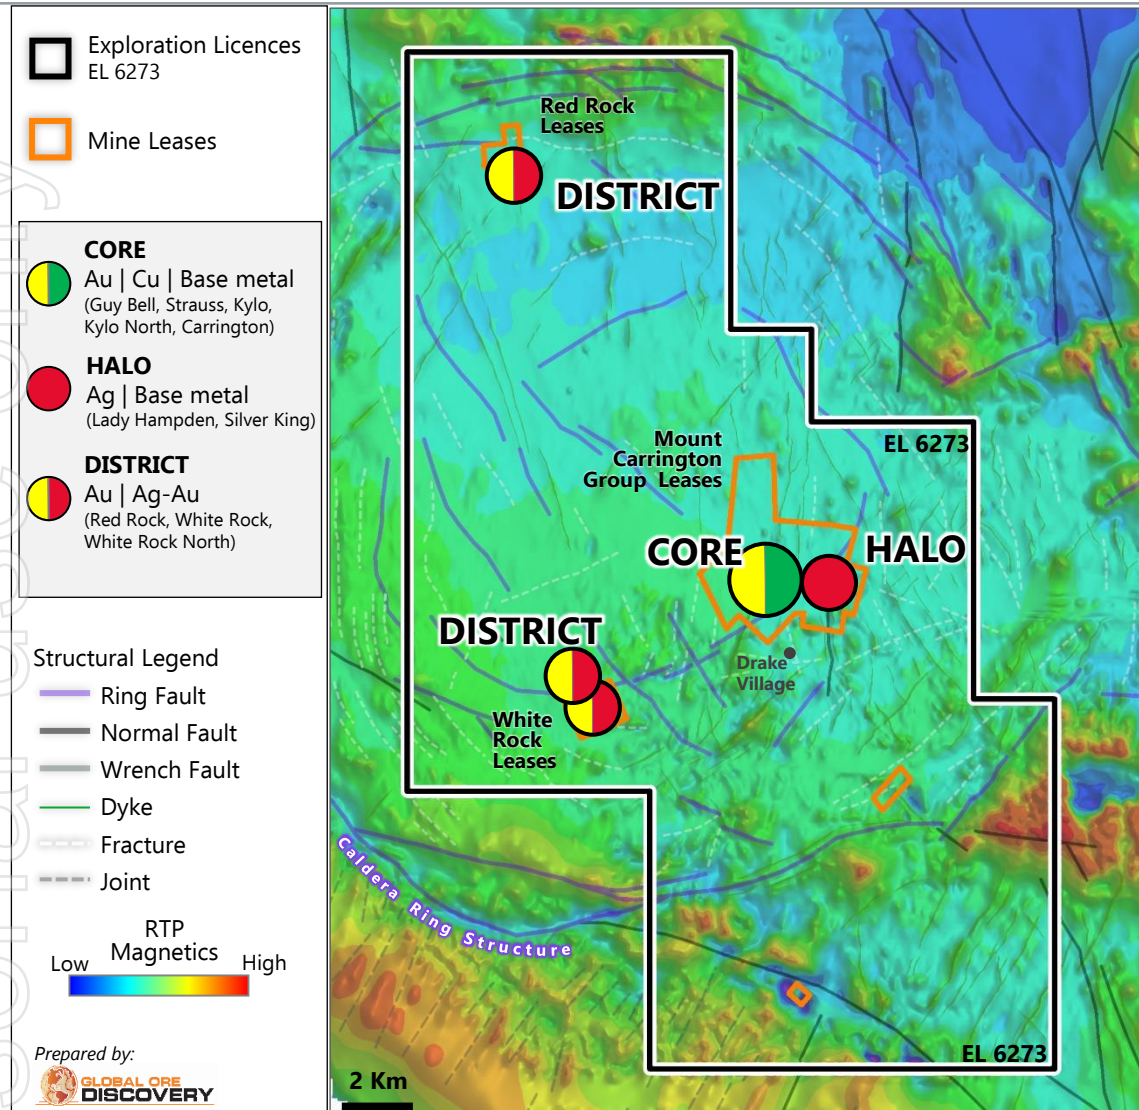 Exploration Licences
EL 6273
Mine Leases
CORE
Au | Cu | Base metal
(Guy Bell, Strauss, Kylo,
Kylo North, Carrington)
HALO
Ag | Base metal
(Lady Hampden, Silver King)
DISTRICT
Au | Ag-Au
(Red Rock, White Rock,
White Rock North)
Structural Legend
Ring Fault
Normal Fault
Wrench Fault
Dyke
Fracture
Joint
RTP
Magnetics
Low
High
Prepared by:
GLOBAL ORE
DISCOVERY
Red Rock
Leases
DISTRICT
EL 6273
Mount
Carrington
Group Leases
CORE
HALO
DISTRICT
Drake
Village
White
Rock
Leases
Caldera Ring Structure
EL 6273
2 Km